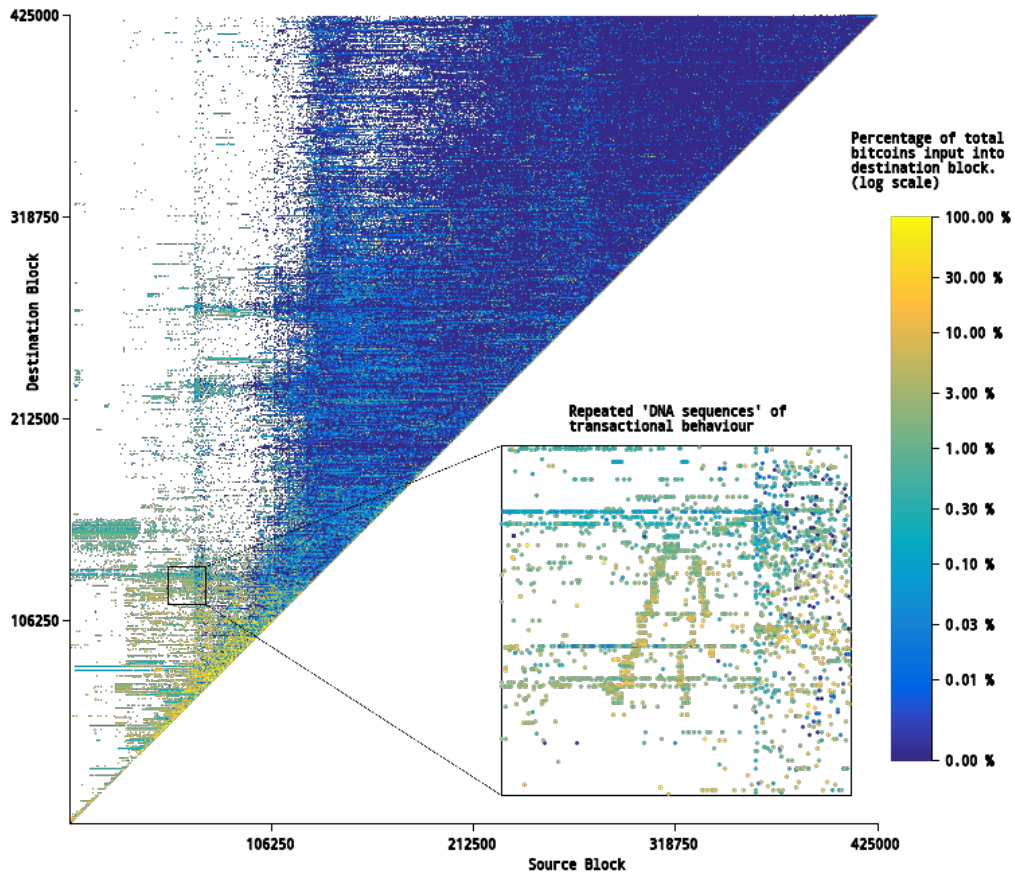 425000
318750
212500
106250
Destination Block
106250
212500
318750
425000
Source Block
Repeated 'DNA sequences' of
transactional behaviour
Percentage of total
bitcoins input into
destination block.
(log scale)
100.00 %
30.00 %
10.00 %
3.00 %
1.00 %
0.30 %
0.10 %
0.03 %
0.01 %
0.00 %